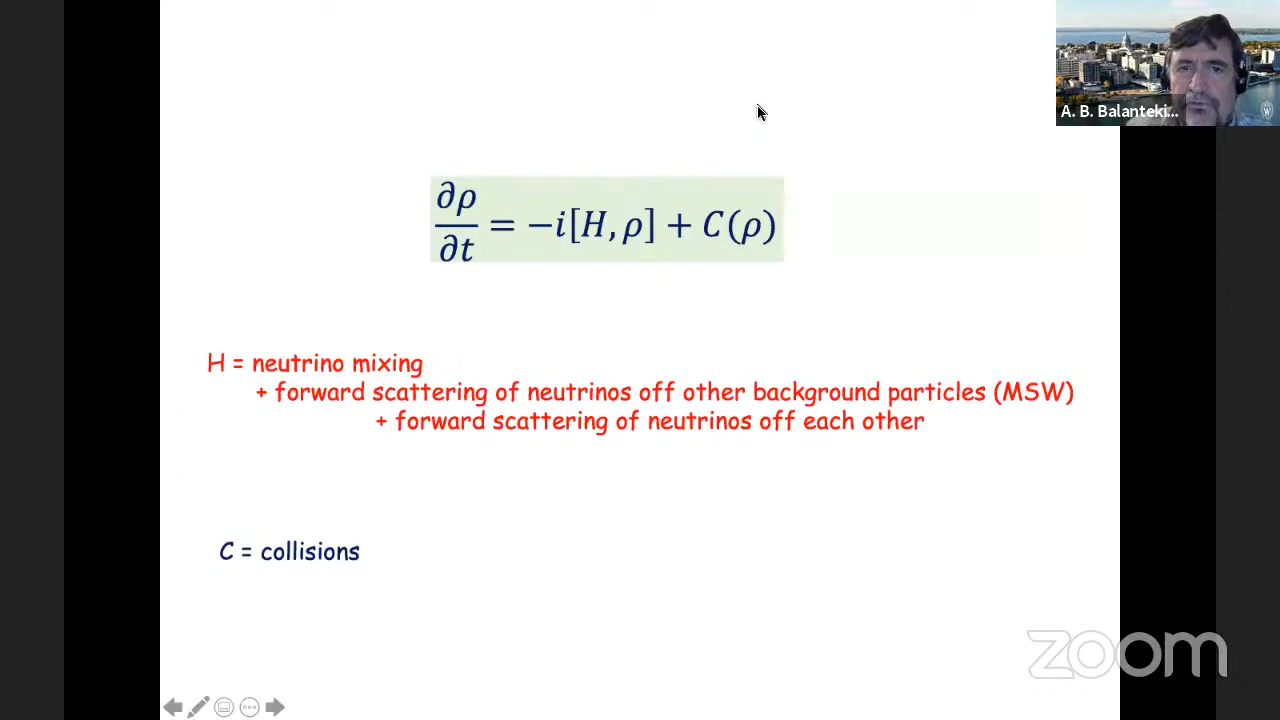 A. B. Balanteki...
∂ρ/∂t = −i[H, ρ] + C(ρ)
H = neutrino mixing
+ forward scattering of neutrinos off other background particles (MSW)
+ forward scattering of neutrinos off each other
C = collisions
zoom